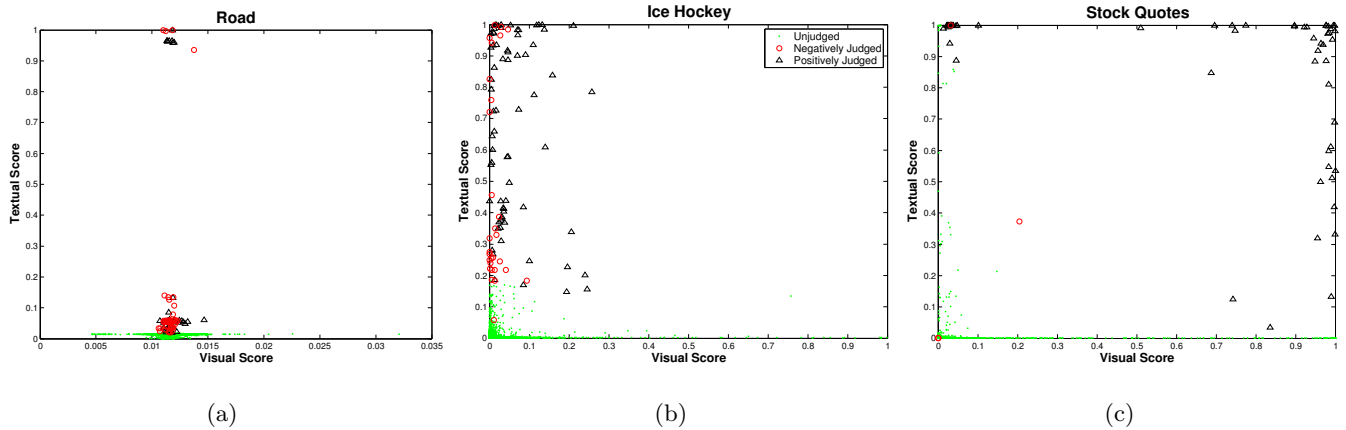 Road
1
0.9
0.8
0.7
0.6
0.5
0.4
0.3
0.2
0.1
0
0 0.005 0.01 0.015 0.02 0.025 0.03 0.035
Textual Score
Visual Score
(a)
Ice Hockey
Unjudged
Negatively Judged
Positively Judged
1
0.9
0.8
0.7
0.6
0.5
0.4
0.3
0.2
0.1
0
0 0.1 0.2 0.3 0.4 0.5 0.6 0.7 0.8 0.9 1
Textual Score
Visual Score
(b)
Stock Quotes
1
0.9
0.8
0.7
0.6
0.5
0.4
0.3
0.2
0.1
0
0 0.1 0.2 0.3 0.4 0.5 0.6 0.7 0.8 0.9 1
Textual Score
Visual Score
(c)